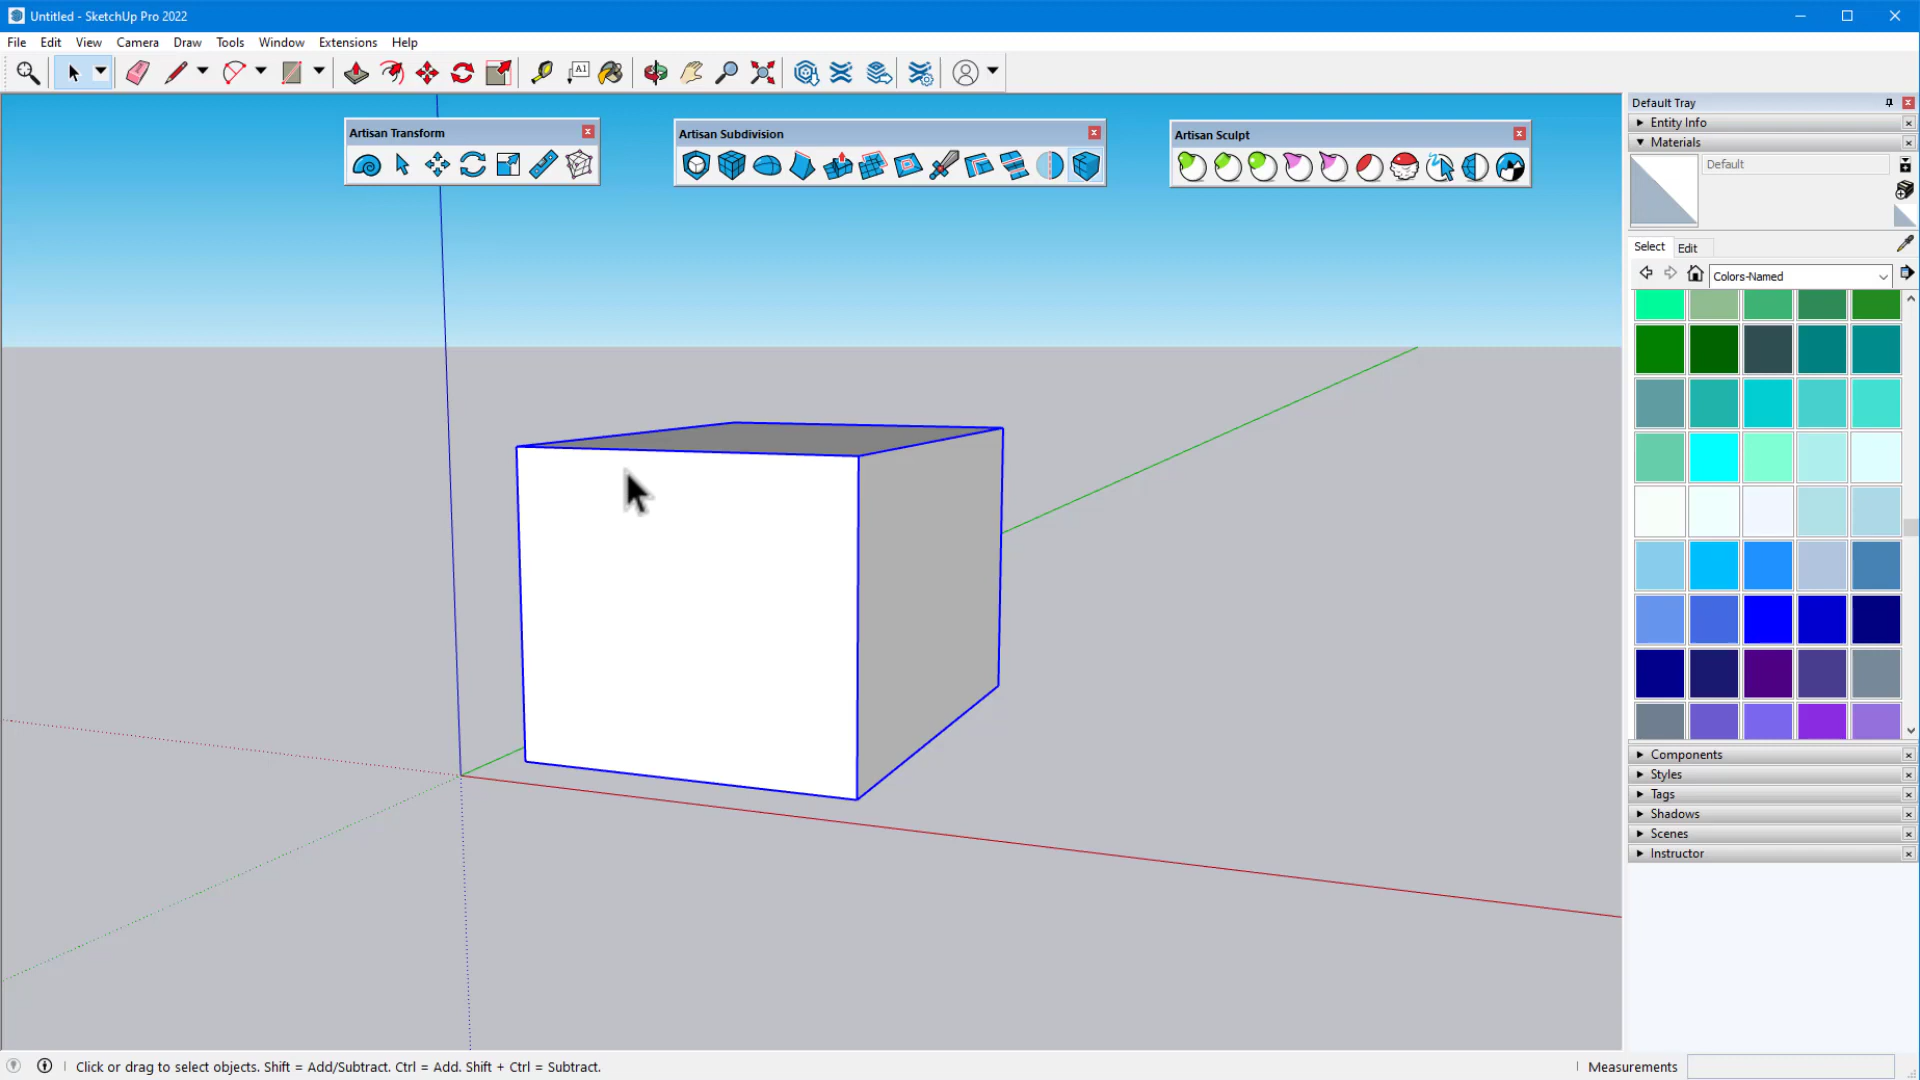 Untitled - SketchUp Pro 2022
File Edit View Camera Draw Tools Window Extensions Help
A1
Artisan Transform
Artisan Subdivision
Artisan Sculpt
Default Tray
Entity Info
Materials
Default
Select Edit
Colors-Named
Components
Styles
Tags
Shadows
Scenes
Instructor
Click or drag to select objects. Shift = Add/Subtract. Ctrl = Add. Shift + Ctrl = Subtract.
Measurements